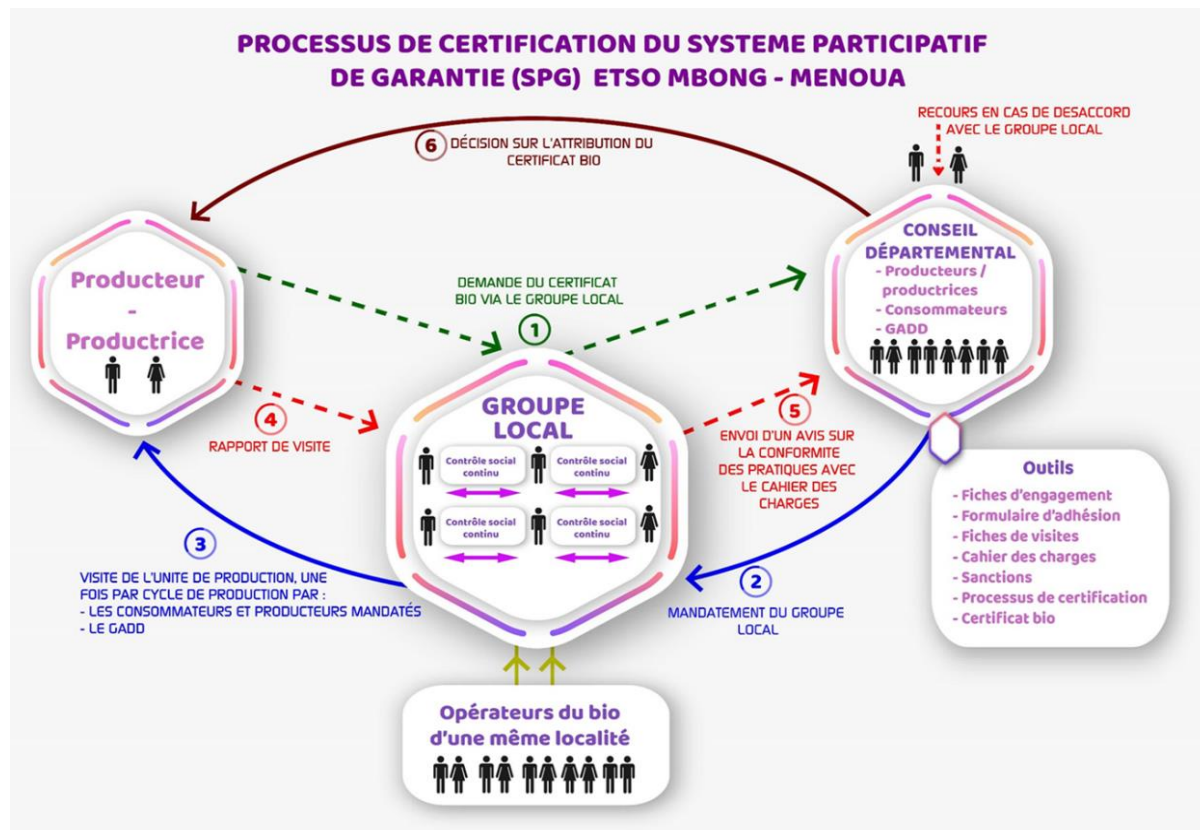 PROCESSUS DE CERTIFICATION DU SYSTEME PARTICIPATIF
DE GARANTIE (SPG) ETSO MBONG - MENOUA
RECOURS EN CAS DE DESACCORD
AVEC LE GROUPE LOCAL
6 DÉCISION SUR L'ATTRIBUTION DU
CERTIFICAT BIO
Producteur
-
Productrice
DEMANDE DU CERTIFICAT
BIO VIA LE GROUPE LOCAL
1
CONSEIL
DÉPARTEMENTAL
- Producteurs /
productrices
- Consommateurs
- GADD
4
RAPPORT DE VISITE
GROUPE
LOCAL
Contrôle social
continu
Contrôle social
continu
Contrôle social
continu
Contrôle social
continu
5
ENVOI D'UN AVIS SUR
LA CONFORMITE
DES PRATIQUES AVEC
LE CAHIER DES
CHARGES
3
VISITE DE L'UNITE DE PRODUCTION, UNE
FOIS PAR CYCLE DE PRODUCTION PAR :
- LES CONSOMMATEURS ET PRODUCTEURS MANDATÉS
- LE GADD
2
MANDATEMENT DU GROUPE
LOCAL
Outils
- Fiches d'engagement
- Formulaire d'adhésion
- Fiches de visites
- Cahier des charges
- Sanctions
- Processus de certification
- Certificat bio
Opérateurs du bio
d'une même localité